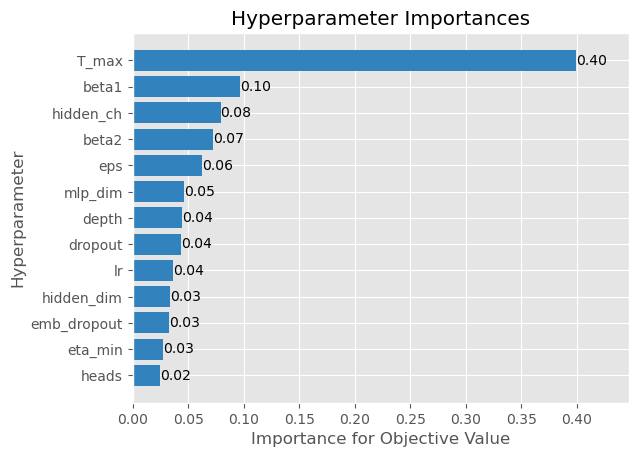 Hyperparameter Importances
Hyperparameter
T_max 0.40
beta1 0.10
hidden_ch 0.08
beta2 0.07
eps 0.06
mlp_dim 0.05
depth 0.04
dropout 0.04
lr 0.04
hidden_dim 0.03
emb_dropout 0.03
eta_min 0.03
heads 0.02
0.00 0.05 0.10 0.15 0.20 0.25 0.30 0.35 0.40
Importance for Objective Value